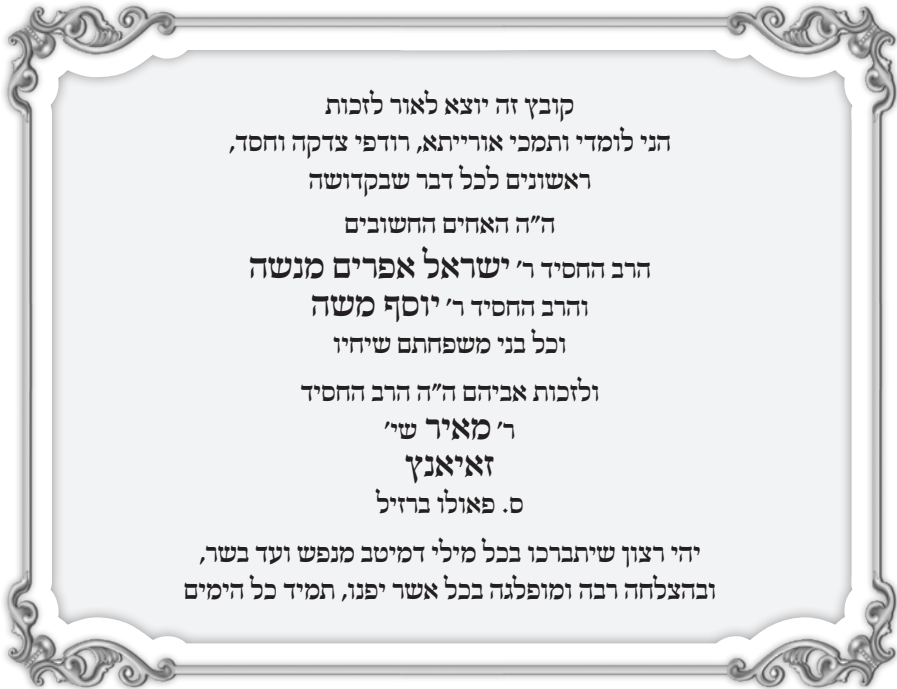 קובץ זה יוצא לאור לזכות
הני לומדי ותמכי אורייתא, רודפי צדקה וחסד,
ראשונים לכל דבר שבקדושה
ה״ה האחים החשובים
הרב החסיד ר׳ ישראל אפרים מנשה
והרב החסיד ר׳ יוסף משה
וכל בני משפחתם שיחיו
ולזכות אביהם ה״ה הרב החסיד
ר׳ מאיר שי׳
זאיאנץ
ס. פאולו ברזיל
יהי רצון שיתברכו בכל מילי דמיטב מנפש ועד בשר,
ובהצלחה רבה ומופלגה בכל אשר יפנו, תמיד כל הימים